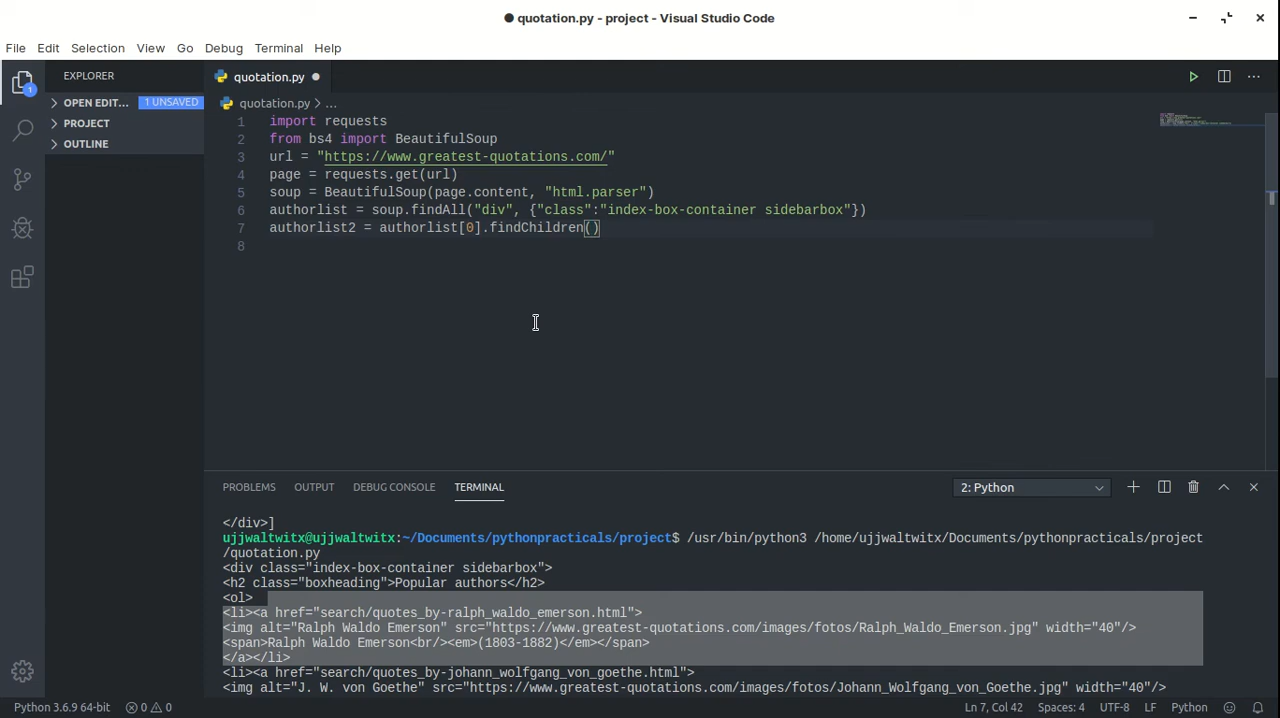 ● quotation.py - project - Visual Studio Code
File Edit Selection View Go Debug Terminal Help
EXPLORER
OPEN EDIT... 1 UNSAVED
PROJECT
OUTLINE
1
quotation.py ●
quotation.py > ...
1 import requests
2 from bs4 import BeautifulSoup
3 url = "https://www.greatest-quotations.com/"
4 page = requests.get(url)
5 soup = BeautifulSoup(page.content, "html.parser")
6 authorlist = soup.findAll("div", {"class":"index-box-container sidebarbox"})
7 authorlist2 = authorlist[0].findChildren()
8
PROBLEMS OUTPUT DEBUG CONSOLE TERMINAL 2: Python
</div>]
ujjwaltwitx@ujjwaltwitx:~/Documents/pythonpracticals/project$ /usr/bin/python3 /home/ujjwaltwitx/Documents/pythonpracticals/project
/quotation.py
<div class="index-box-container sidebarbox">
<h2 class="boxheading">Popular authors</h2>
<ol>
<li><a href="search/quotes_by-ralph_waldo_emerson.html">
<img alt="Ralph Waldo Emerson" src="https://www.greatest-quotations.com/images/fotos/Ralph_Waldo_Emerson.jpg" width="40"/>
<span>Ralph Waldo Emerson<br/><em>(1803-1882)</em></span>
</a></li>
<li><a href="search/quotes_by-johann_wolfgang_von_goethe.html">
<img alt="J. W. von Goethe" src="https://www.greatest-quotations.com/images/fotos/Johann_Wolfgang_von_Goethe.jpg" width="40"/>
Python 3.6.9 64-bit 0 0 Ln 7, Col 42 Spaces: 4 UTF-8 LF Python